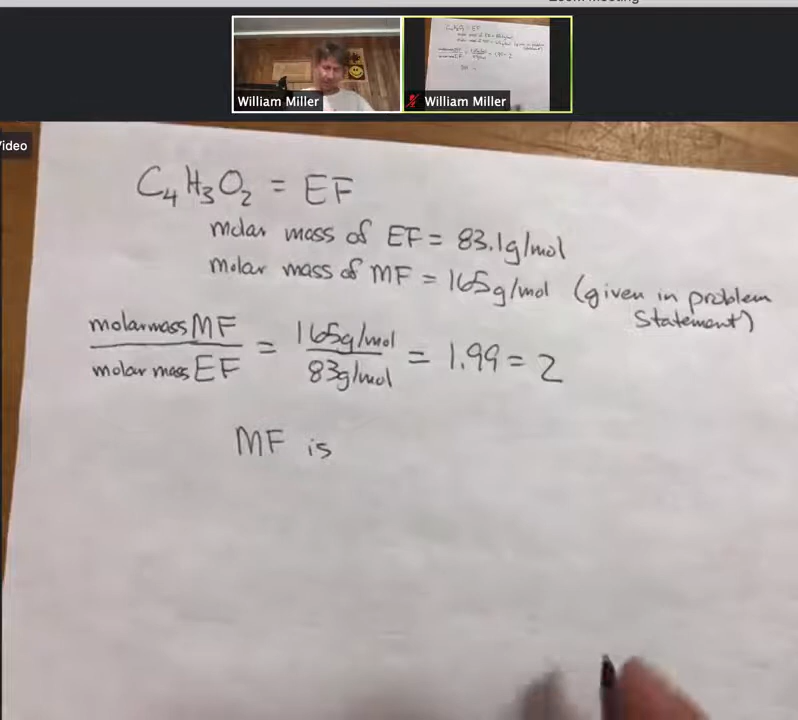 Zoom Meeting
William Miller
William Miller
Video
C4H3O2 = EF
molar mass of EF = 83.1g/mol
molar mass of MF = 165g/mol (given in problem
statement)
molarmass MF
molar mass EF
=
165g/mol
83g/mol
= 1.99 = 2
MF is